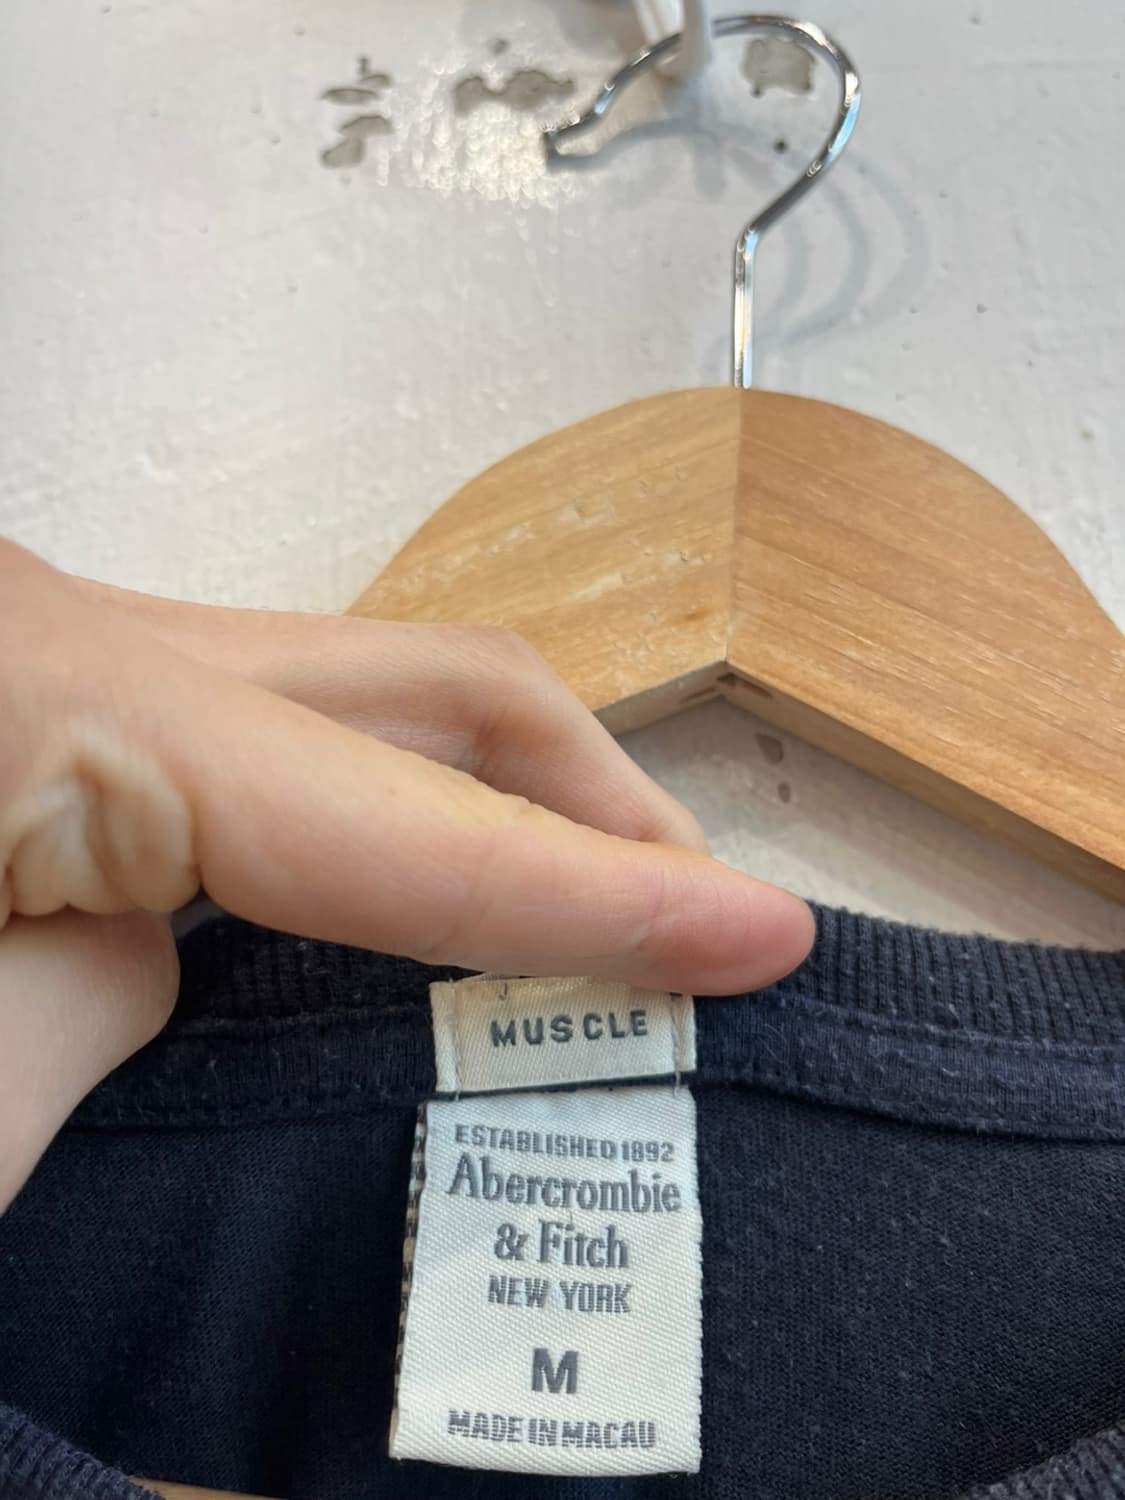 MUSCLE
ESTABLISHED 1892
Abercrombie
& Fitch
NEW YORK
M
MADE IN MACAU